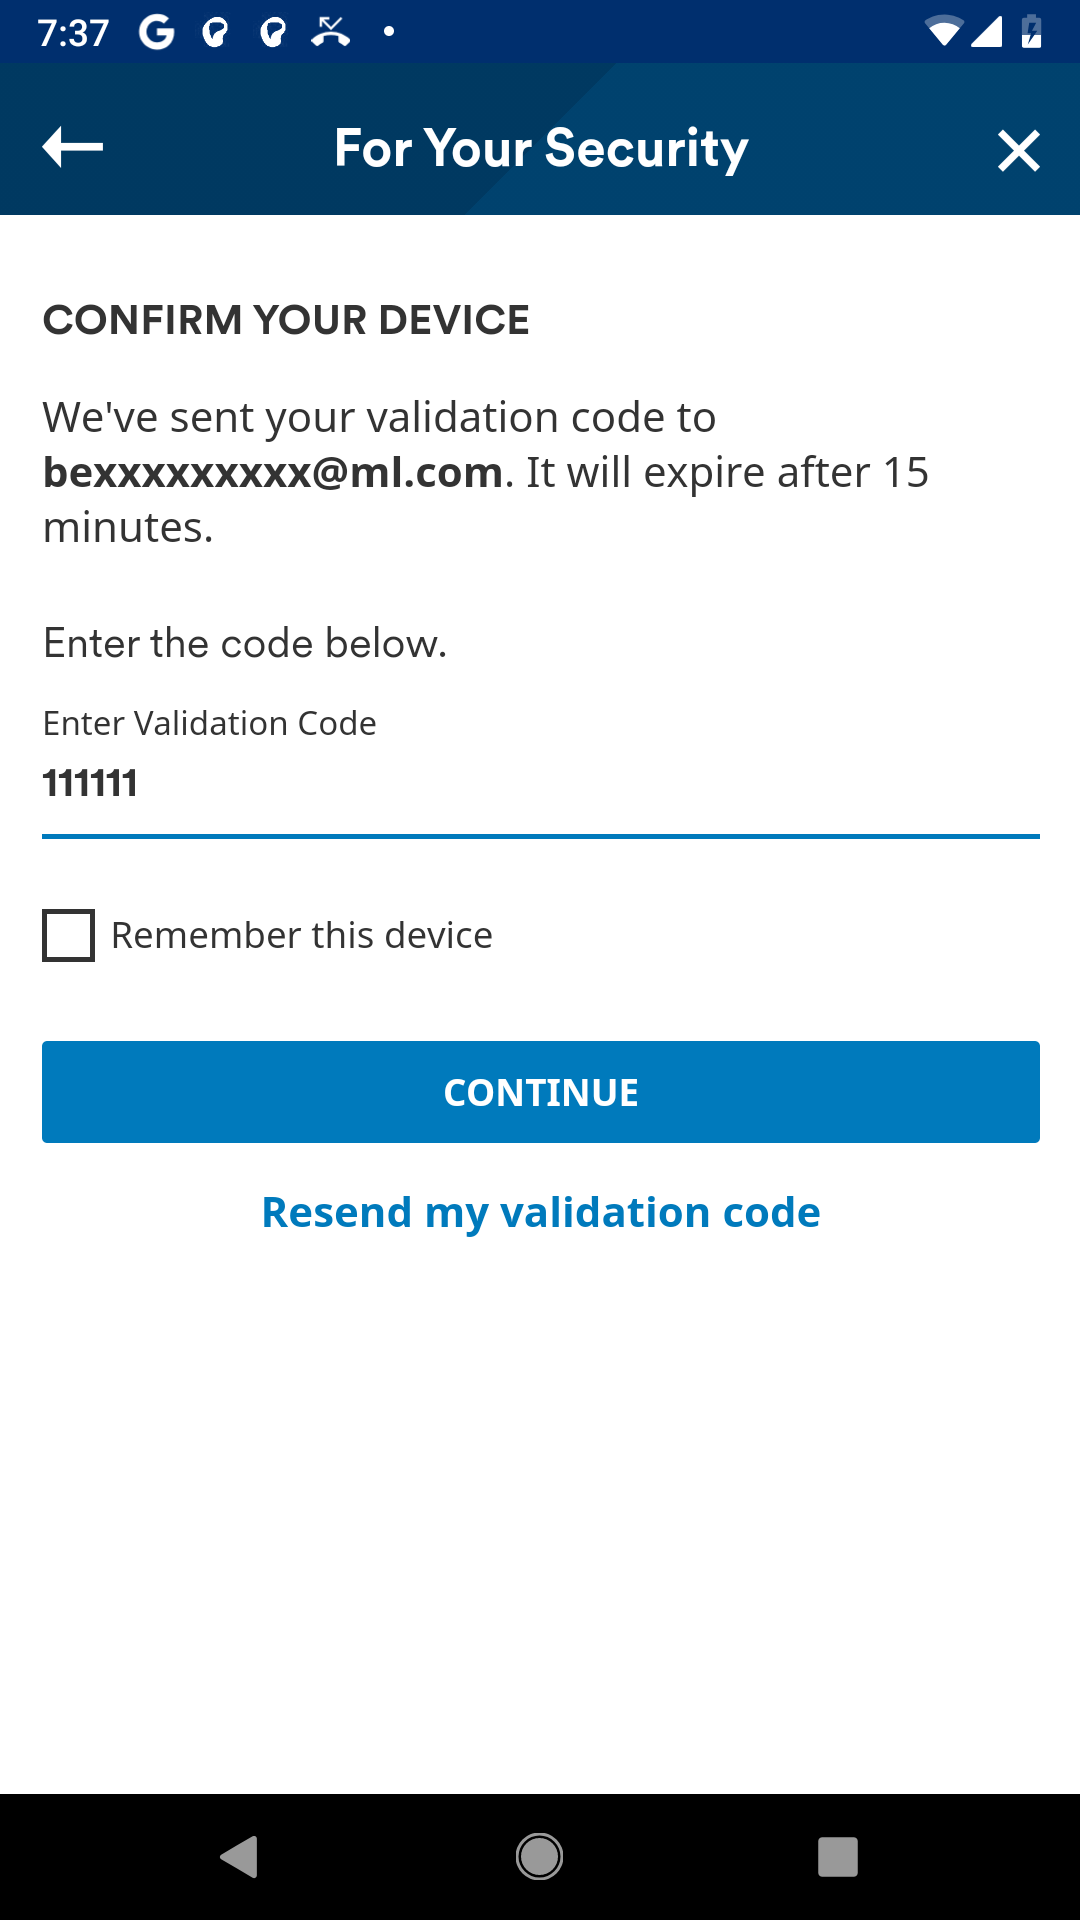 7:37
For Your Security
CONFIRM YOUR DEVICE
We've sent your validation code to
bexxxxxxxxx@ml.com. It will expire after 15
minutes.
Enter the code below.
Enter Validation Code
111111
Remember this device
CONTINUE
Resend my validation code